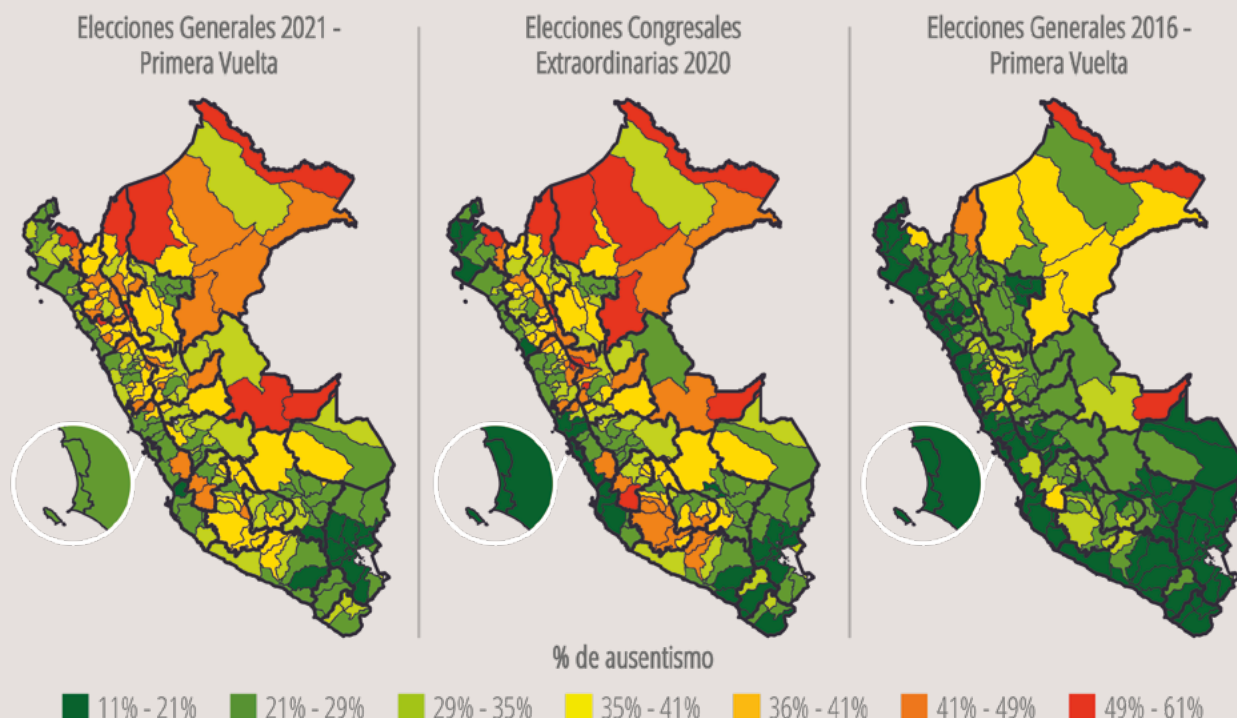 Elecciones Generales 2021 -
Primera Vuelta
Elecciones Congresales
Extraordinarias 2020
Elecciones Generales 2016 -
Primera Vuelta
% de ausentismo
11% - 21%
21% - 29%
29% - 35%
35% - 41%
36% - 41%
41% - 49%
49% - 61%